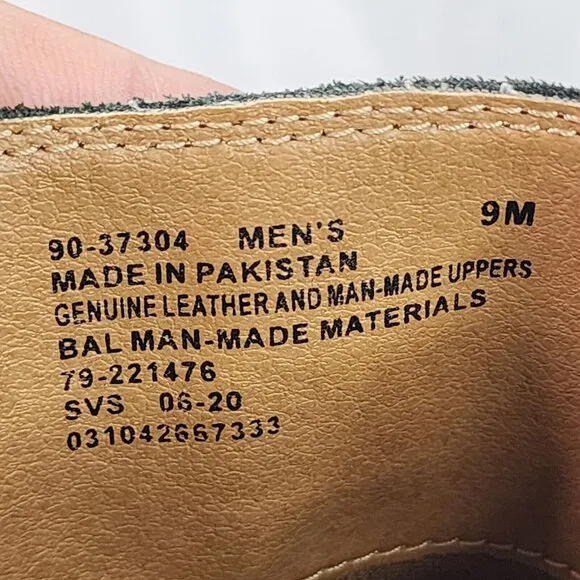 90-37304 MEN'S 9M
MADE IN PAKISTAN
GENUINE LEATHER AND MAN-MADE UPPERS
BAL MAN-MADE MATERIALS
79-221476
SVS 06-20
031042667333